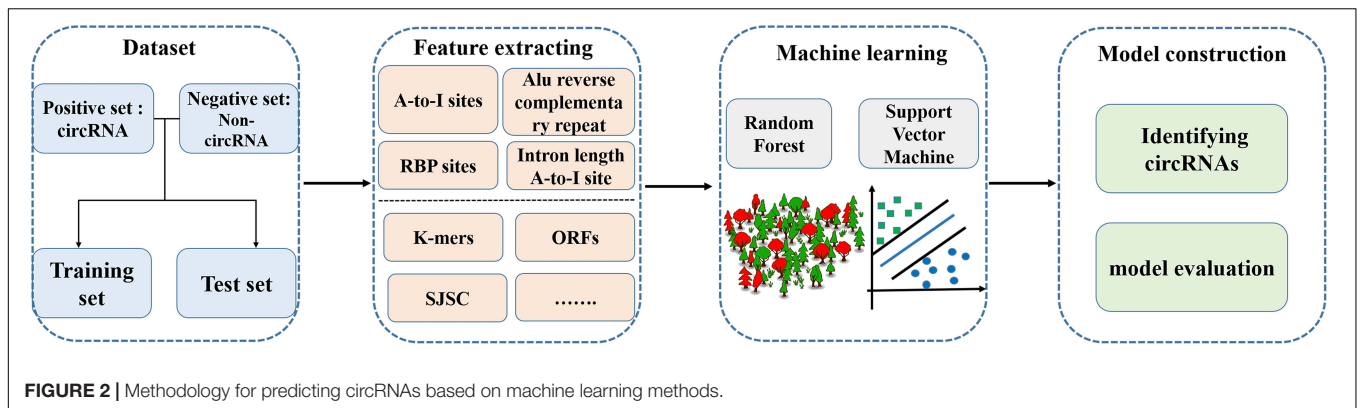 Dataset
Positive set :
circRNA
Negative set:
Non-
circRNA
Training
set
Test set
Feature extracting
A-to-I sites
Alu reverse
complementa
ry repeat
RBP sites
Intron length
A-to-I site
K-mers
ORFs
SJSC
…….
Machine learning
Random
Forest
Support
Vector
Machine
Model construction
Identifying
circRNAs
model evaluation
FIGURE 2 | Methodology for predicting circRNAs based on machine learning methods.